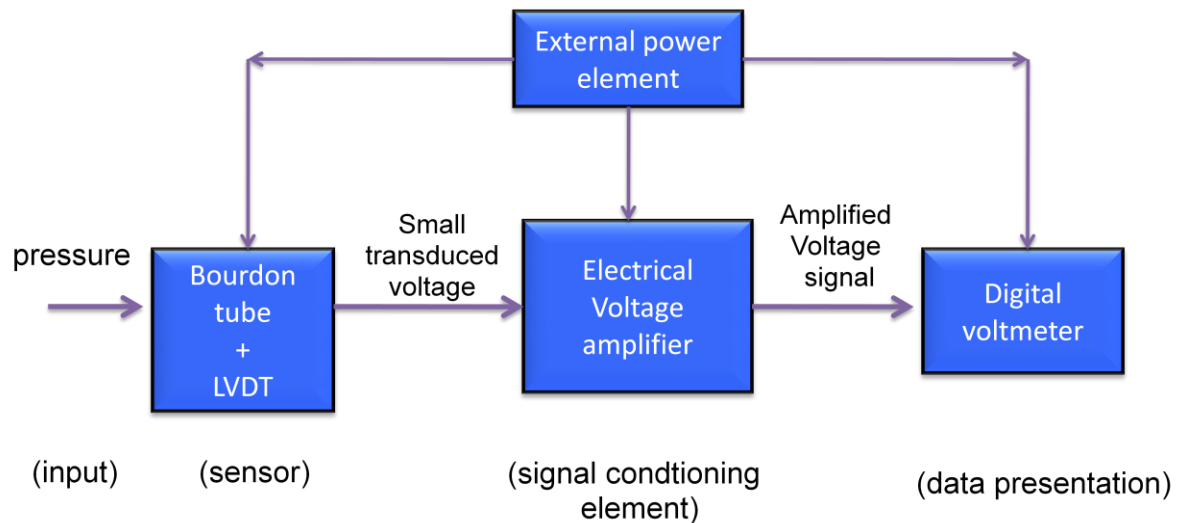 External power
element
pressure
Bourdon
tube
+
LVDT
Small
transduced
voltage
Electrical
Voltage
amplifier
Amplified
Voltage
signal
Digital
voltmeter
(input)
(sensor)
(signal condtioning
element)
(data presentation)